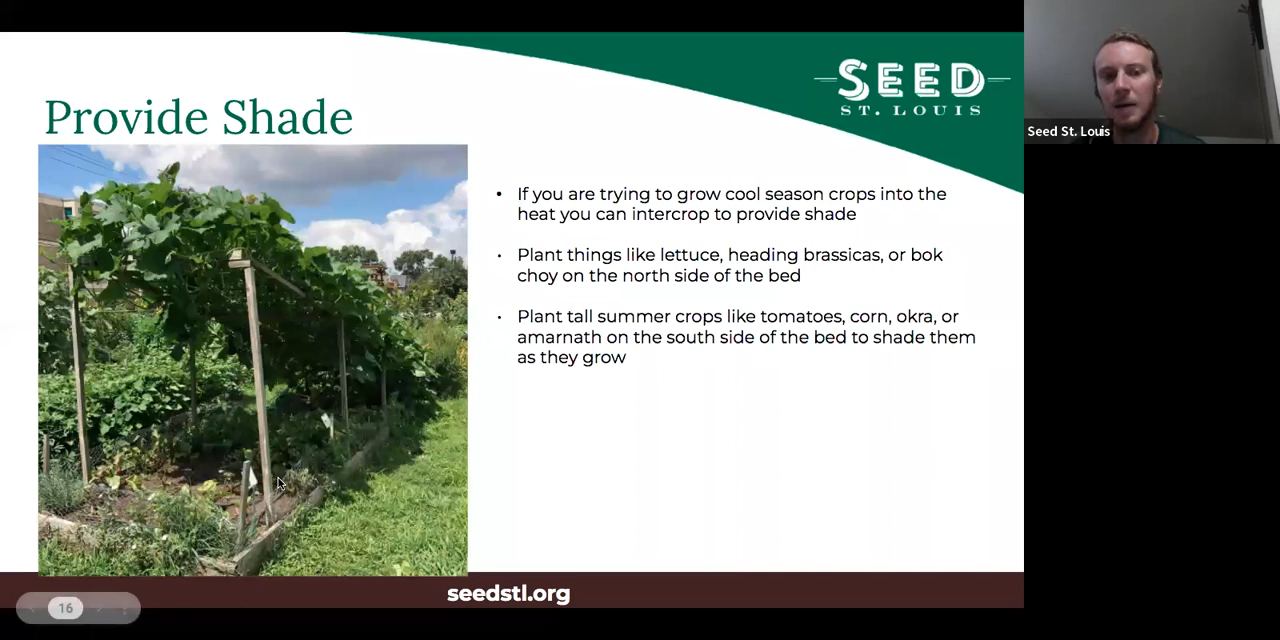 SEED
ST. LOUIS
Seed St. Louis
Provide Shade
• If you are trying to grow cool season crops into the
heat you can intercrop to provide shade
• Plant things like lettuce, heading brassicas, or bok
choy on the north side of the bed
• Plant tall summer crops like tomatoes, corn, okra, or
amarnath on the south side of the bed to shade them
as they grow
seedstl.org
16